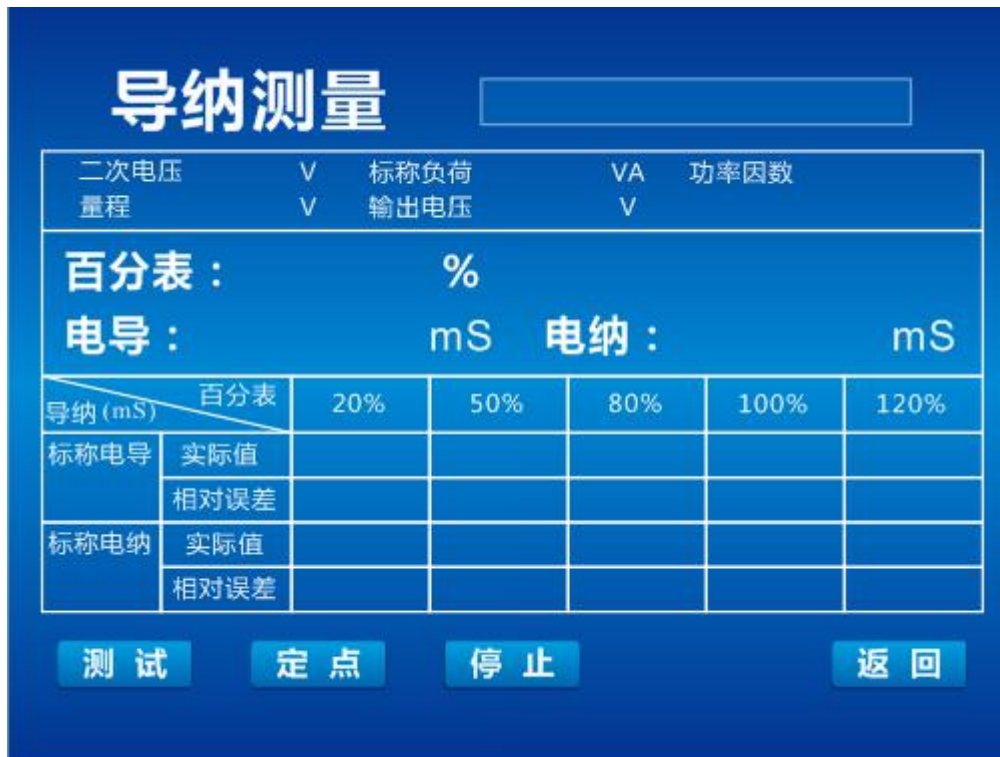 导纳测量
二次电压 V 标称负荷 VA 功率因数
量程 V 输出电压 V
百分表： %
电导： mS 电纳： mS
百分表 20% 50% 80% 100% 120%
导纳(mS)
标称电导 实际值
相对误差
标称电纳 实际值
相对误差
测 试 定 点 停 止 返 回